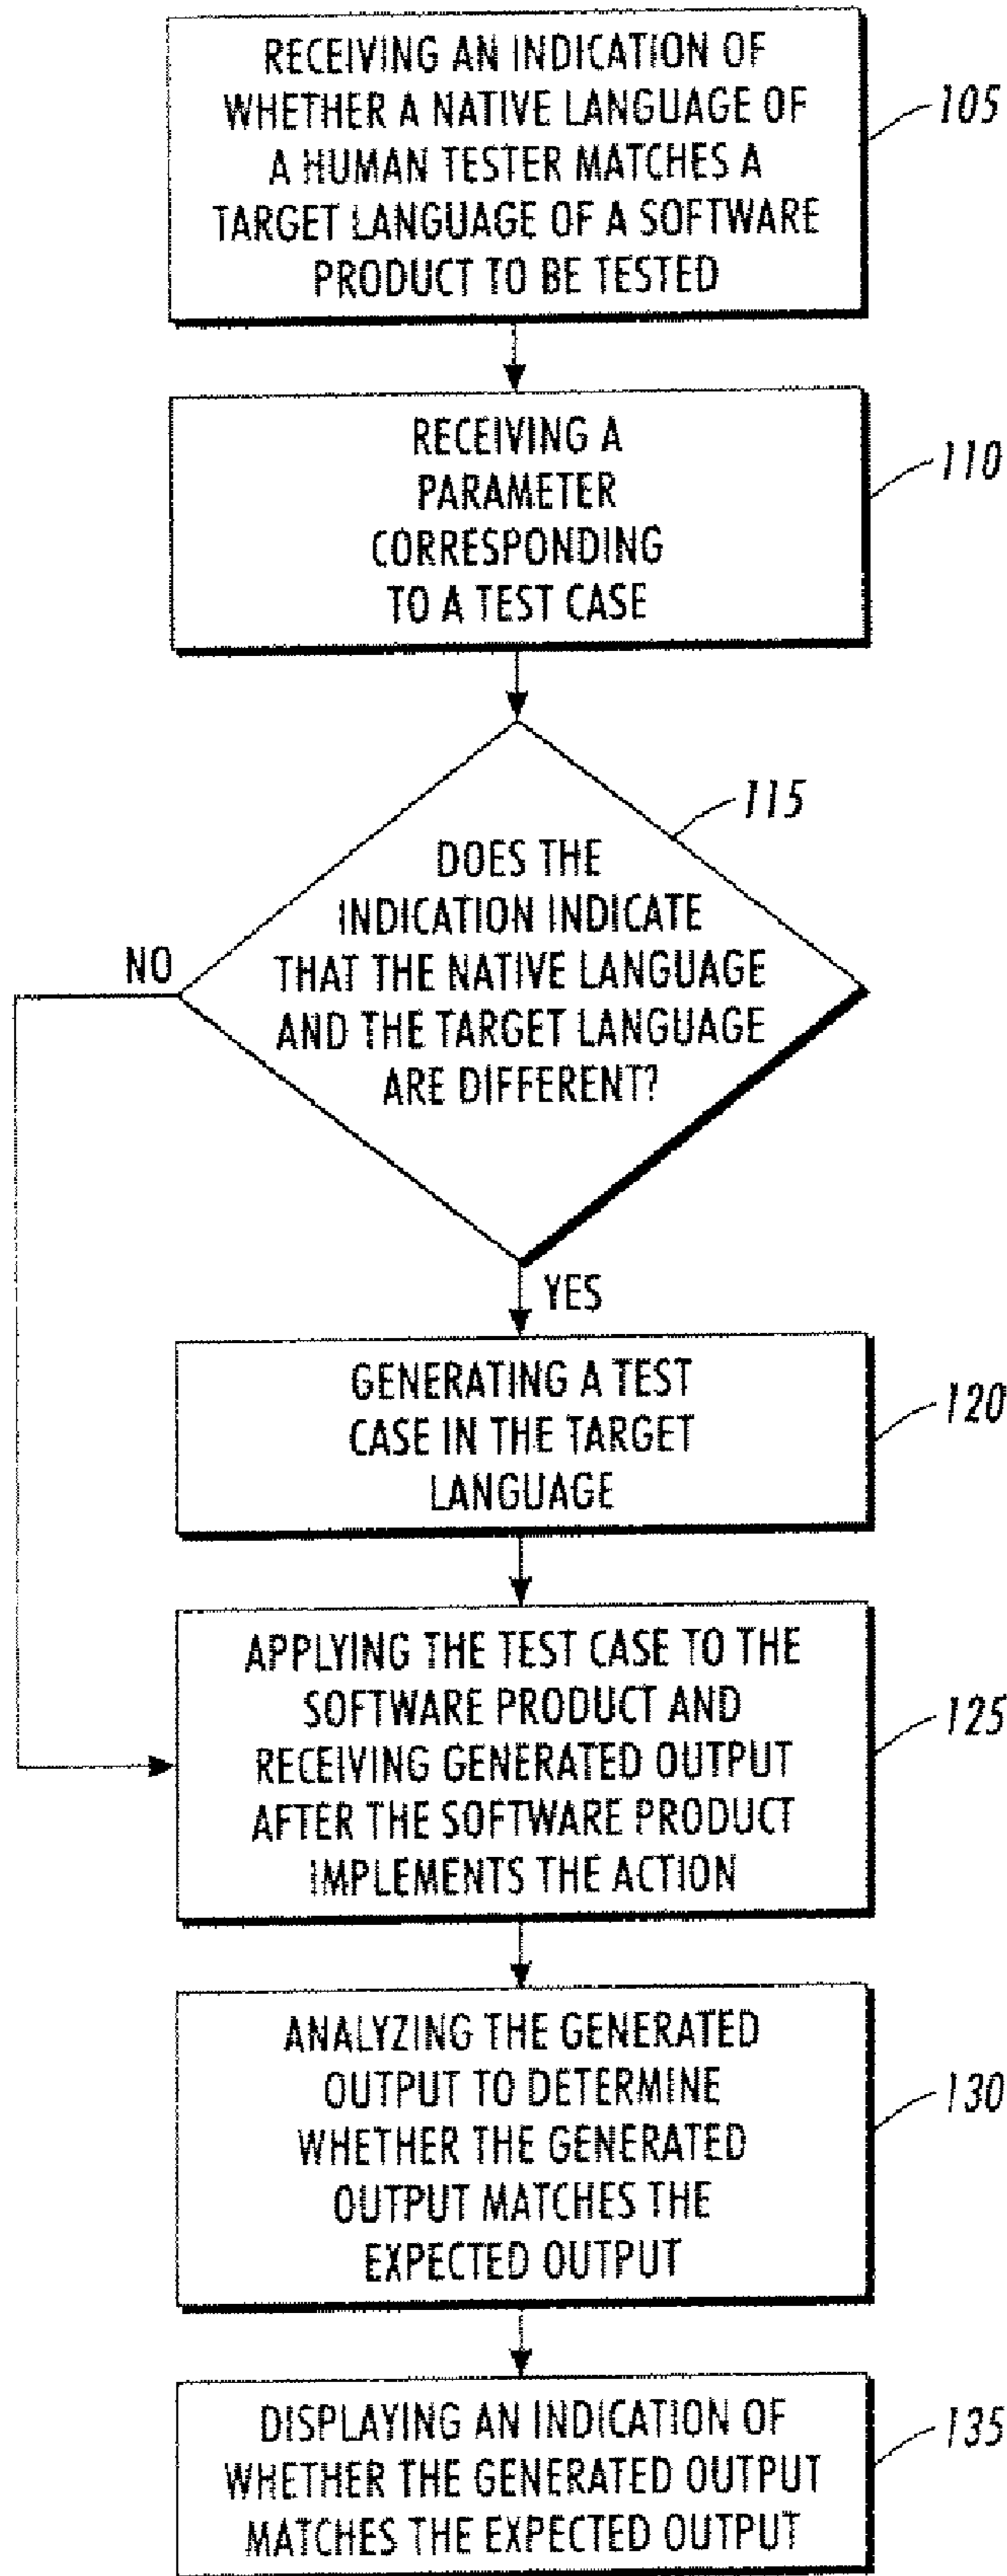 RECEIVING AN INDICATION OF
WHETHER A NATIVE LANGUAGE OF
A HUMAN TESTER MATCHES A
TARGET LANGUAGE OF A SOFTWARE
PRODUCT TO BE TESTED
105
RECEIVING A
PARAMETER
CORRESPONDING
TO A TEST CASE
110
115
DOES THE
INDICATION INDICATE
THAT THE NATIVE LANGUAGE
AND THE TARGET LANGUAGE
ARE DIFFERENT?
NO
YES
GENERATING A TEST
CASE IN THE TARGET
LANGUAGE
120
APPLYING THE TEST CASE TO THE
SOFTWARE PRODUCT AND
RECEIVING GENERATED OUTPUT
AFTER THE SOFTWARE PRODUCT
IMPLEMENTS THE ACTION
125
ANALYZING THE GENERATED
OUTPUT TO DETERMINE
WHETHER THE GENERATED
OUTPUT MATCHES THE
EXPECTED OUTPUT
130
DISPLAYING AN INDICATION OF
WHETHER THE GENERATED OUTPUT
MATCHES THE EXPECTED OUTPUT
135